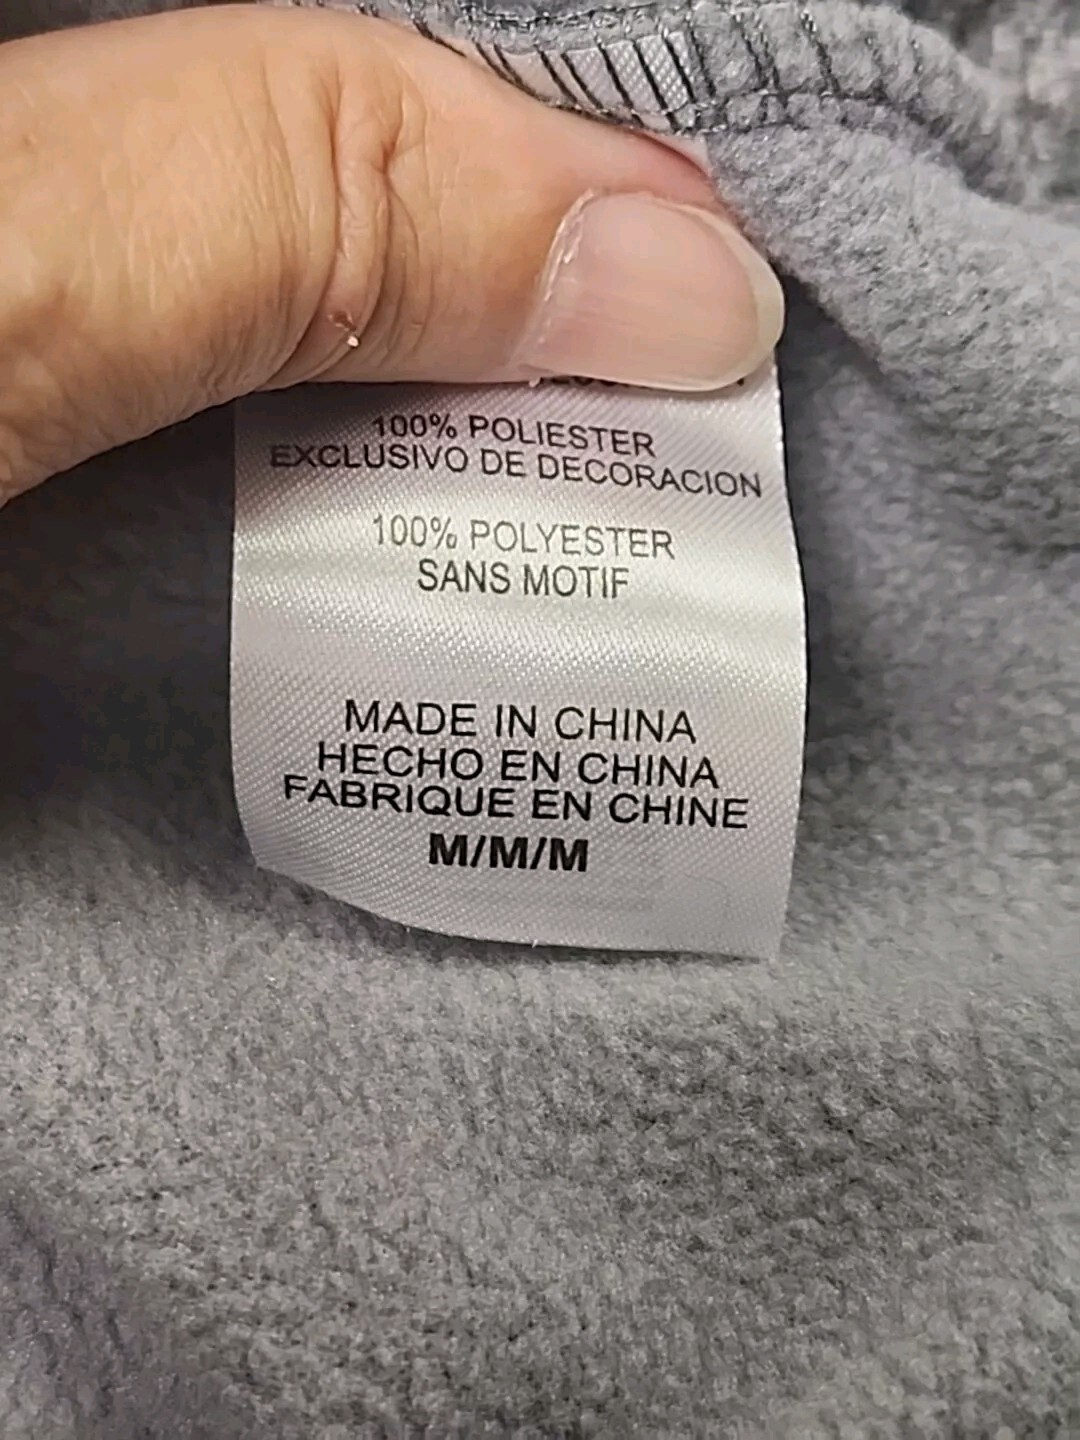 100% POLIESTER
EXCLUSIVO DE DECORACION
100% POLYESTER
SANS MOTIF
MADE IN CHINA
HECHO EN CHINA
FABRIQUE EN CHINE
M/M/M